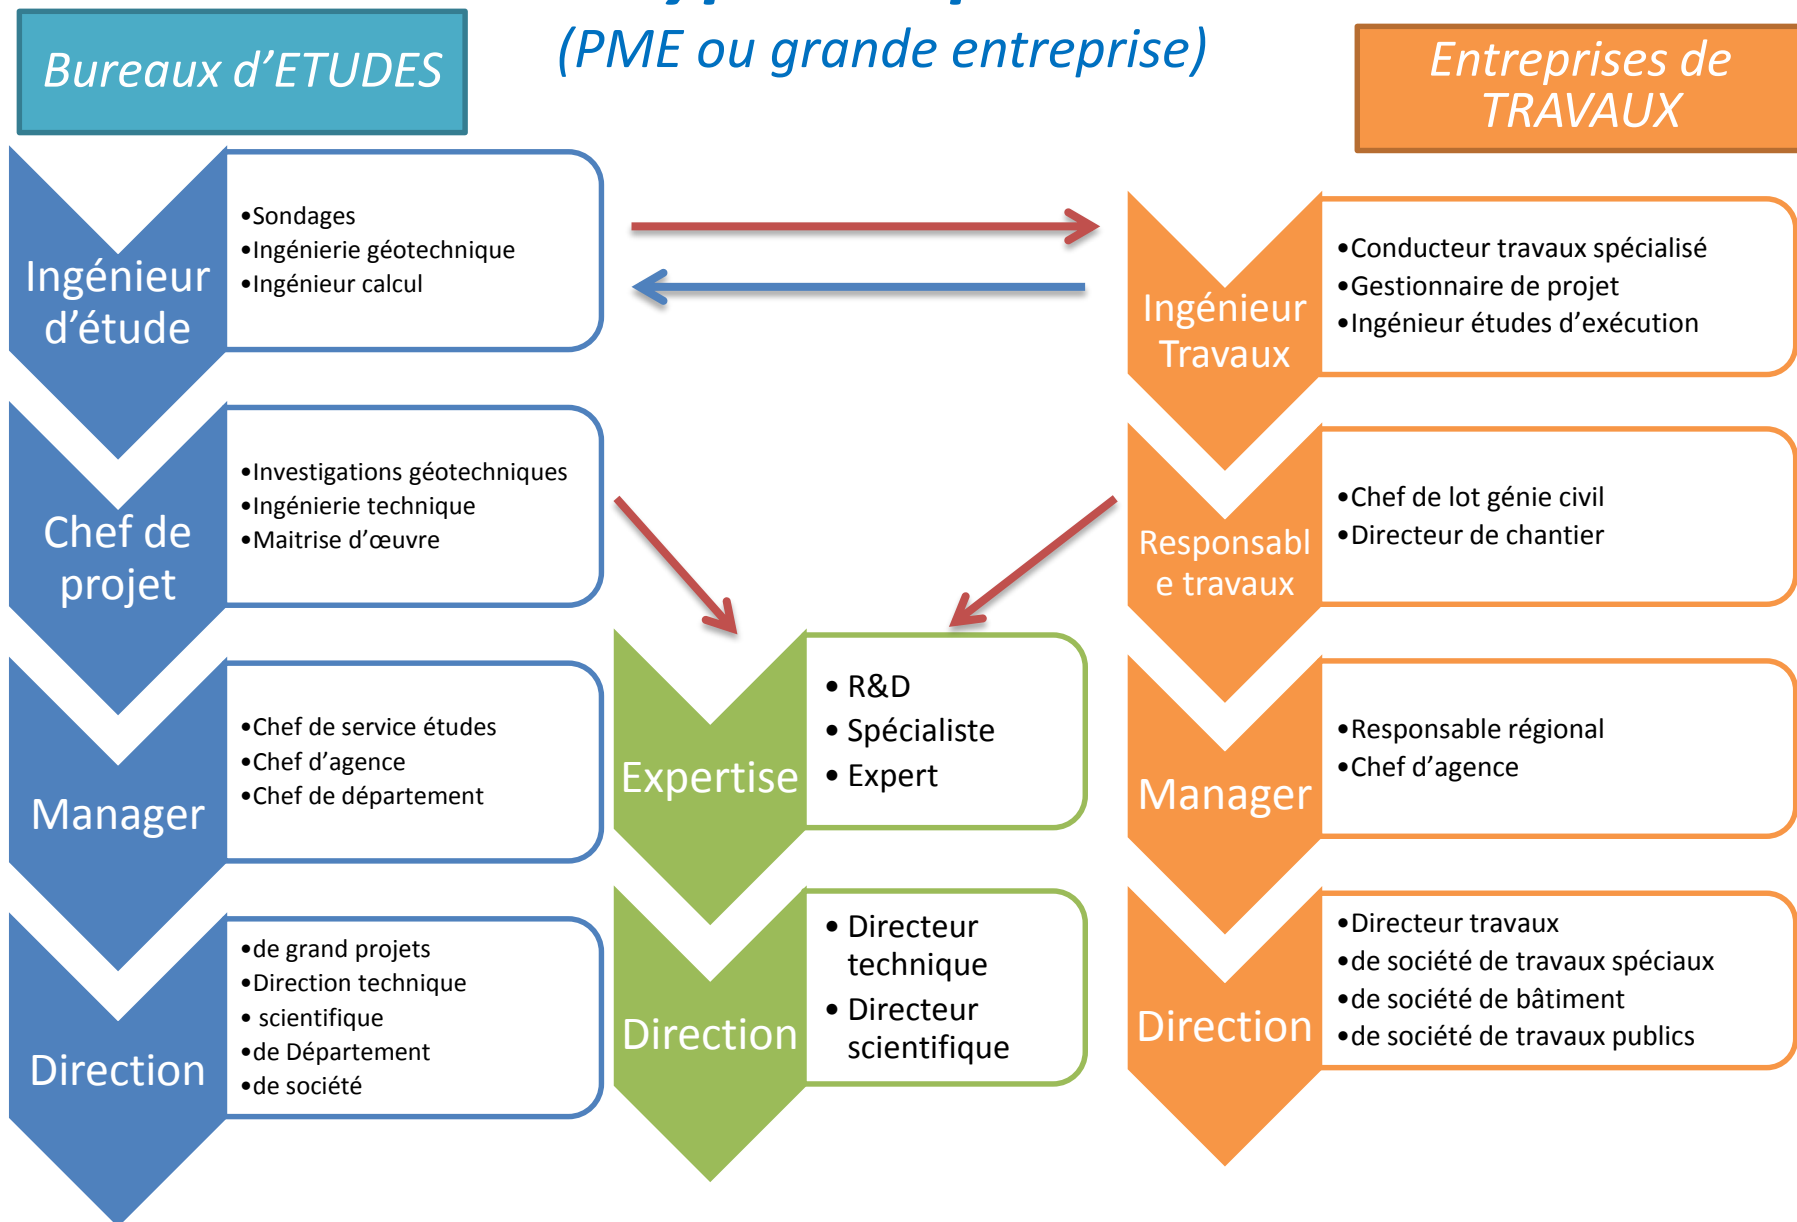 (PME ou grande entreprise)
Bureaux d’ETUDES
Entreprises de
TRAVAUX
Ingénieur
d’étude
•Sondages
•Ingénierie géotechnique
•Ingénieur calcul
Chef de
projet
•Investigations géotechniques
•Ingénierie technique
•Maitrise d’œuvre
Manager
•Chef de service études
•Chef d’agence
•Chef de département
Direction
•de grand projets
•Direction technique
• scientifique
•de Département
•de société
Expertise
• R&D
• Spécialiste
• Expert
Direction
• Directeur
technique
• Directeur
scientifique
Ingénieur
Travaux
•Conducteur travaux spécialisé
•Gestionnaire de projet
•Ingénieur études d’exécution
Responsabl
e travaux
•Chef de lot génie civil
•Directeur de chantier
Manager
•Responsable régional
•Chef d’agence
Direction
•Directeur travaux
•de société de travaux spéciaux
•de société de bâtiment
•de société de travaux publics